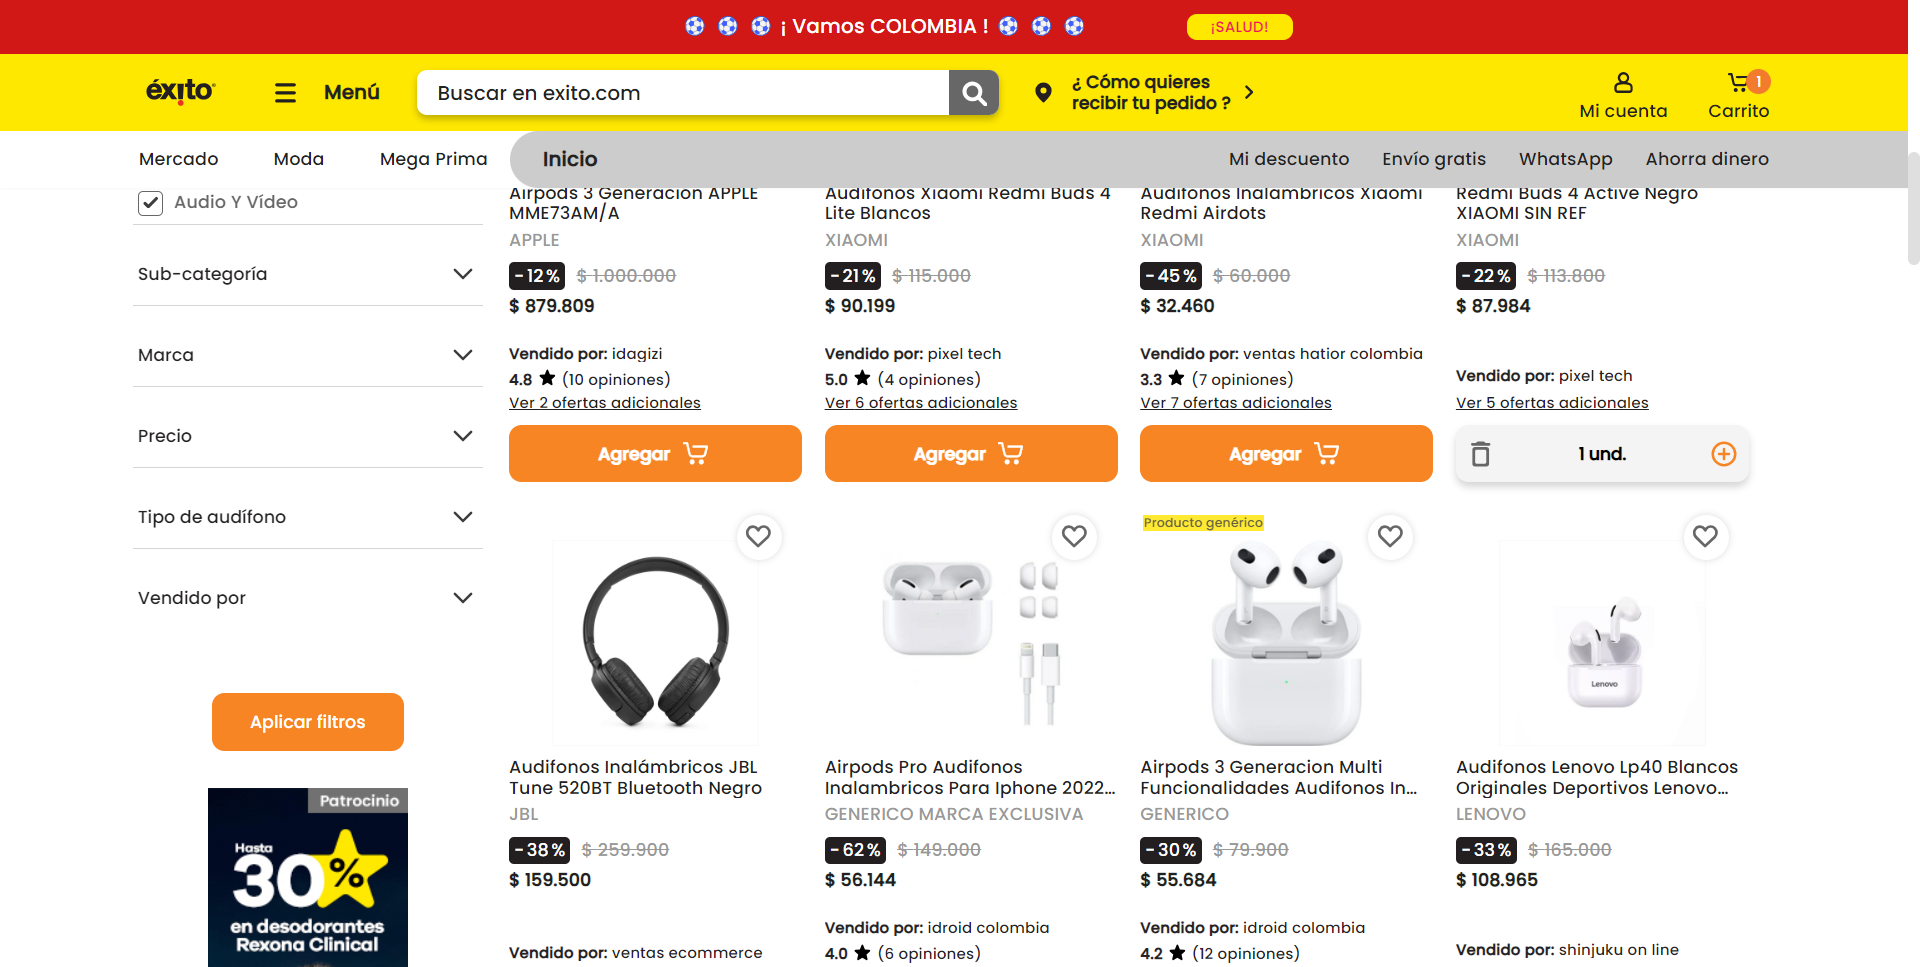 ¡ Vamos COLOMBIA !
¡SALUD!
éxito
Menú
Buscar en exito.com
¿ Cómo quieres
recibir tu pedido ?
Mi cuenta
1
Carrito
Mercado
Moda
Mega Prima
Inicio
Mi descuento
Envío gratis
WhatsApp
Ahorra dinero
Audio Y Vídeo
Sub-categoría
Marca
Precio
Tipo de audífono
Vendido por
Aplicar filtros
Patrocinio
Hasta
30%
en desodorantes
Rexona Clinical
Airpods 3 Generacion APPLE
MME73AM/A
APPLE
-12% $ 1.000.000
$ 879.809
Vendido por: idagizi
4.8 ★ (10 opiniones)
Ver 2 ofertas adicionales
Agregar
Audifonos Xiaomi Redmi Buds 4
Lite Blancos
XIAOMI
-21% $ 115.000
$ 90.199
Vendido por: pixel tech
5.0 ★ (4 opiniones)
Ver 6 ofertas adicionales
Agregar
Audifonos Inalambricos Xiaomi
Redmi Airdots
XIAOMI
-45% $ 60.000
$ 32.460
Vendido por: ventas hatior colombia
3.3 ★ (7 opiniones)
Ver 7 ofertas adicionales
Agregar
Redmi Buds 4 Active Negro
XIAOMI SIN REF
XIAOMI
-22% $ 113.800
$ 87.984
Vendido por: pixel tech
Ver 5 ofertas adicionales
1 und.
Audifonos Inalámbricos JBL
Tune 520BT Bluetooth Negro
JBL
-38% $ 259.900
$ 159.500
Vendido por: ventas ecommerce
Airpods Pro Audifonos
Inalambricos Para Iphone 2022...
GENERICO MARCA EXCLUSIVA
-62% $ 149.000
$ 56.144
Vendido por: idroid colombia
4.0 ★ (6 opiniones)
Producto genérico
Airpods 3 Generacion Multi
Funcionalidades Audifonos In...
GENERICO
-30% $ 79.900
$ 55.684
Vendido por: idroid colombia
4.2 ★ (12 opiniones)
Lenovo
Audifonos Lenovo Lp40 Blancos
Originales Deportivos Lenovo...
LENOVO
-33% $ 165.000
$ 108.965
Vendido por: shinjuku on line